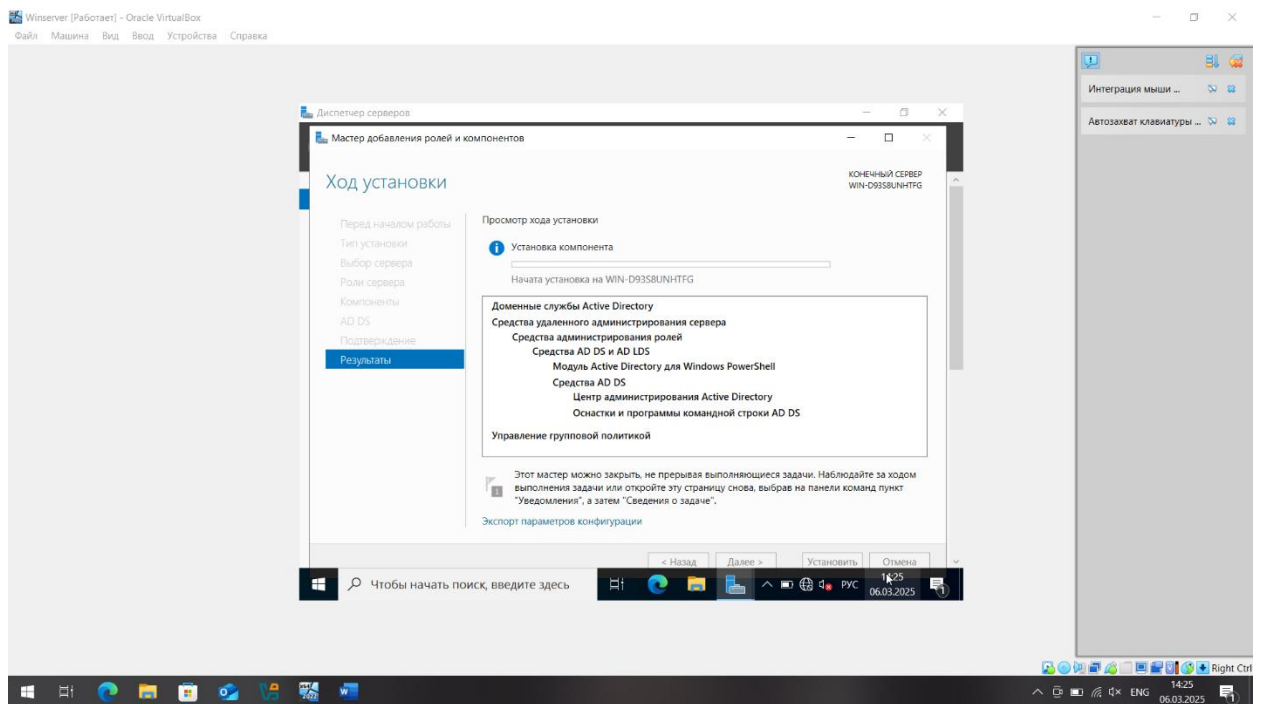 Winserver [Работает] - Oracle VirtualBox
Файл Машина Вид Ввод Устройства Справка
Интеграция мыши ...
Автозахват клавиатуры ...
Диспетчер серверов
Мастер добавления ролей и компонентов
Ход установки
КОНЕЧНЫЙ СЕРВЕР
WIN-D93S8UNHTFG
Перед началом работы
Тип установки
Выбор сервера
Роли сервера
Компоненты
AD DS
Подтверждение
Результаты
Просмотр хода установки
Установка компонента
Начата установка на WIN-D93S8UNHTFG
Доменные службы Active Directory
Средства удаленного администрирования сервера
Средства администрирования ролей
Средства AD DS и AD LDS
Модуль Active Directory для Windows PowerShell
Средства AD DS
Центр администрирования Active Directory
Оснастки и программы командной строки AD DS
Управление групповой политикой
Этот мастер можно закрыть, не прерывая выполняющиеся задачи. Наблюдайте за ходом
выполнения задачи или откройте эту страницу снова, выбрав на панели команд пункт
"Уведомления", а затем "Сведения о задаче".
Экспорт параметров конфигурации
< Назад Далее > Установить Отмена
Чтобы начать поиск, введите здесь
РУС
14:25
06.03.2025
Right Ctrl
ENG
14:25
06.03.2025